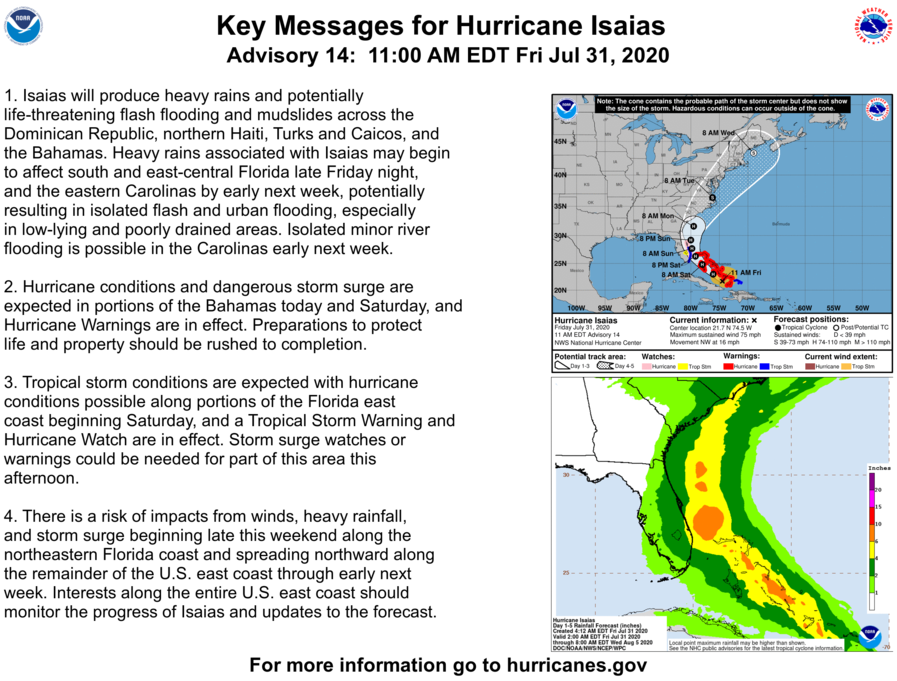 Key Messages for Hurricane Isaias
Advisory 14: 11:00 AM EDT Fri Jul 31, 2020
1. Isaias will produce heavy rains and potentially
life-threatening flash flooding and mudslides across the
Dominican Republic, northern Haiti, Turks and Caicos, and
the Bahamas. Heavy rains associated with Isaias may begin
to affect south and east-central Florida late Friday night,
and the eastern Carolinas by early next week, potentially
resulting in isolated flash and urban flooding, especially
in low-lying and poorly drained areas. Isolated minor river
flooding is possible in the Carolinas early next week.
2. Hurricane conditions and dangerous storm surge are
expected in portions of the Bahamas today and Saturday, and
Hurricane Warnings are in effect. Preparations to protect
life and property should be rushed to completion.
3. Tropical storm conditions are expected with hurricane
conditions possible along portions of the Florida east
coast beginning Saturday, and a Tropical Storm Warning and
Hurricane Watch are in effect. Storm surge watches or
warnings could be needed for part of this area this
afternoon.
4. There is a risk of impacts from winds, heavy rainfall,
and storm surge beginning late this weekend along the
northeastern Florida coast and spreading northward along
the remainder of the U.S. east coast through early next
week. Interests along the entire U.S. east coast should
monitor the progress of Isaias and updates to the forecast.
Note: The cone contains the probable path of the storm center but does not show
the size of the storm. Hazardous conditions can occur outside of the cone.
8 AM Wed
45N
S
40N
8 AM Tue
H
35N
8 AM Mon
H
30N
8 PM Sun
H
8 AM Sun
H
25N
8 PM Sat
H
8 AM Sat
H
11 AM Fri
20N
100W 95W 90W 85W 80W 75W 70W 65W 60W 55W 50W
Hurricane Isaias
Friday July 31, 2020
11 AM EDT Advisory 14
NWS National Hurricane Center
Current information: x
Center location 21.7 N 74.5 W
Maximum sustained wind 75 mph
Movement NW at 16 mph
Forecast positions:
Tropical Cyclone Post/Potential TC
Sustained winds: D < 39 mph
S 39-73 mph H 74-110 mph M > 110 mph
Potential track area:
Day 1-3 Day 4-5
Watches:
Hurricane Trop Stm
Warnings:
Hurricane Trop Stm
Current wind extent:
Hurricane Trop Stm
Inches
20
15
10
6
4
2
1
30
25
-70
Hurricane Isaias
Day 1-5 Rainfall Forecast (inches)
Created 4:12 AM EDT Fri Jul 31 2020
Valid 2:00 AM EDT Fri Jul 31 2020
through 8:00 AM EDT Wed Aug 5 2020
DOC/NOAA/NWS/NCEP/WPC
Local point maximum rainfall may be higher than shown.
See the NHC public advisories for the latest tropical cyclone information.
NOAA
For more information go to hurricanes.gov